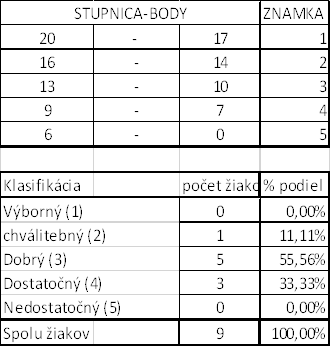 STUPNICA-BODY ZNAMKA
20 - 17 1
16 - 14 2
13 - 10 3
9 - 7 4
6 - 0 5
Klasifikácia počet žiako % podiel
Výborný (1) 0 0,00%
chválitebný (2) 1 11,11%
Dobrý (3) 5 55,56%
Dostatočný (4) 3 33,33%
Nedostatočný (5) 0 0,00%
Spolu žiakov 9 100,00%